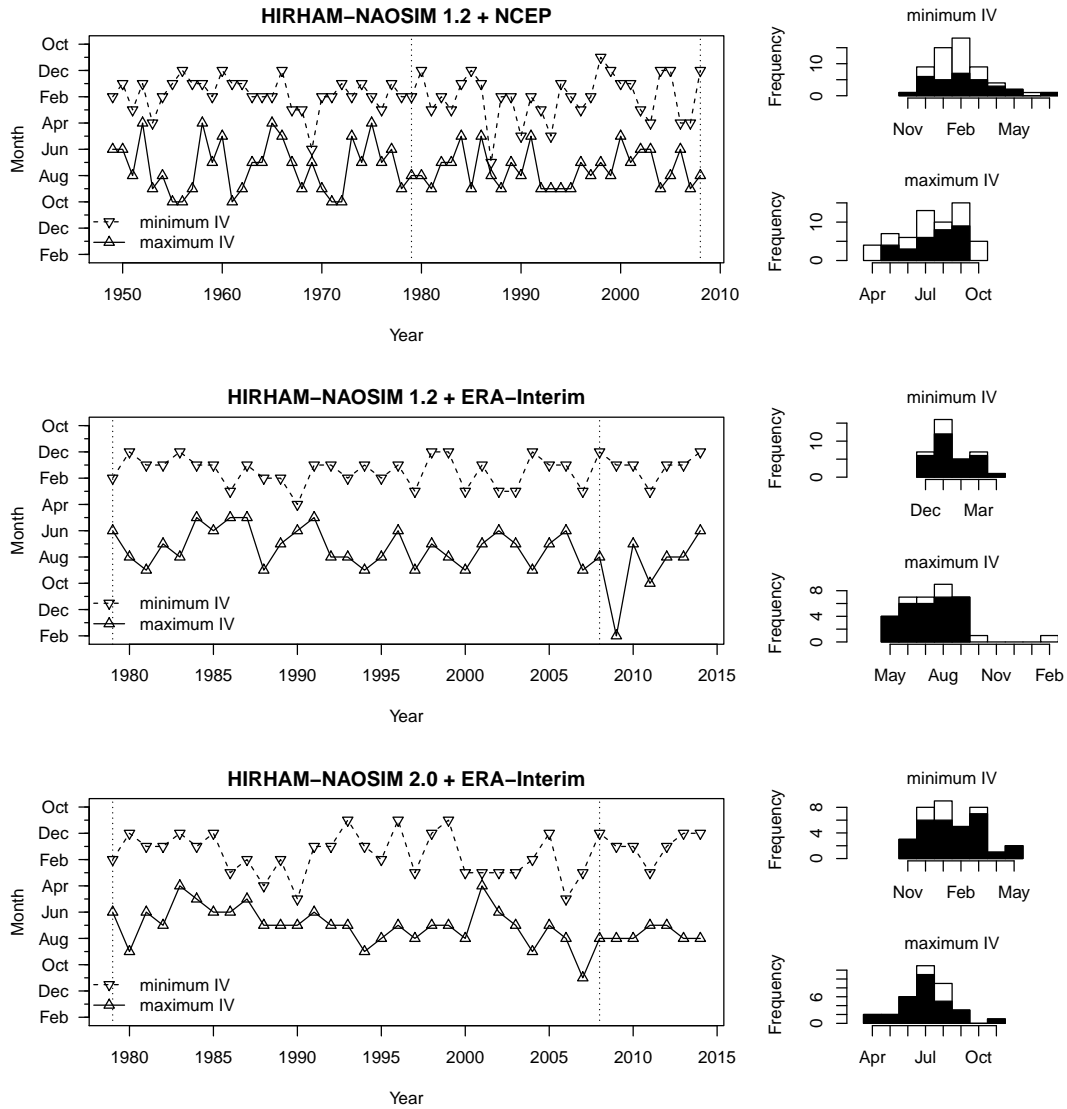 HIRHAM–NAOSIM 1.2 + NCEP
Month
Oct
Dec
Feb
Apr
Jun
Aug
Oct
Dec
Feb
minimum IV
maximum IV
1950 1960 1970 1980 1990 2000 2010
Year
minimum IV
Frequency
0 10
Nov Feb May
maximum IV
Frequency
0 10
Apr Jul Oct
HIRHAM–NAOSIM 1.2 + ERA–Interim
Month
Oct
Dec
Feb
Apr
Jun
Aug
Oct
Dec
Feb
minimum IV
maximum IV
1980 1985 1990 1995 2000 2005 2010 2015
Year
minimum IV
Frequency
0 10
Dec Mar
maximum IV
Frequency
0 4 8
May Aug Nov Feb
HIRHAM–NAOSIM 2.0 + ERA–Interim
Month
Oct
Dec
Feb
Apr
Jun
Aug
Oct
Dec
Feb
minimum IV
maximum IV
1980 1985 1990 1995 2000 2005 2010 2015
Year
minimum IV
Frequency
0 4 8
Nov Feb May
maximum IV
Frequency
0 6
Apr Jul Oct